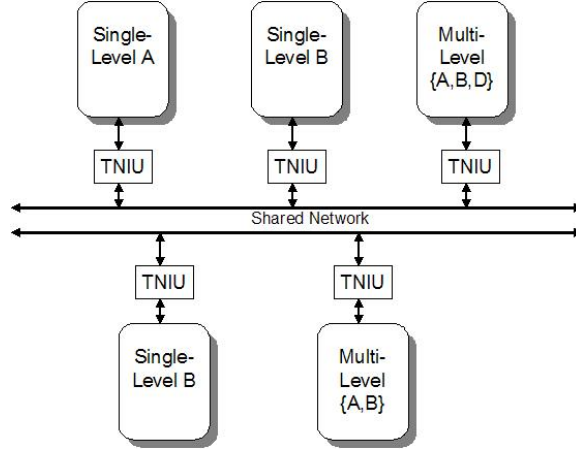 Single-
Level A
Single-
Level B
Multi-
Level
{A,B,D}
TNIU
TNIU
TNIU
Shared Network
TNIU
TNIU
Single-
Level B
Multi-
Level
{A,B}